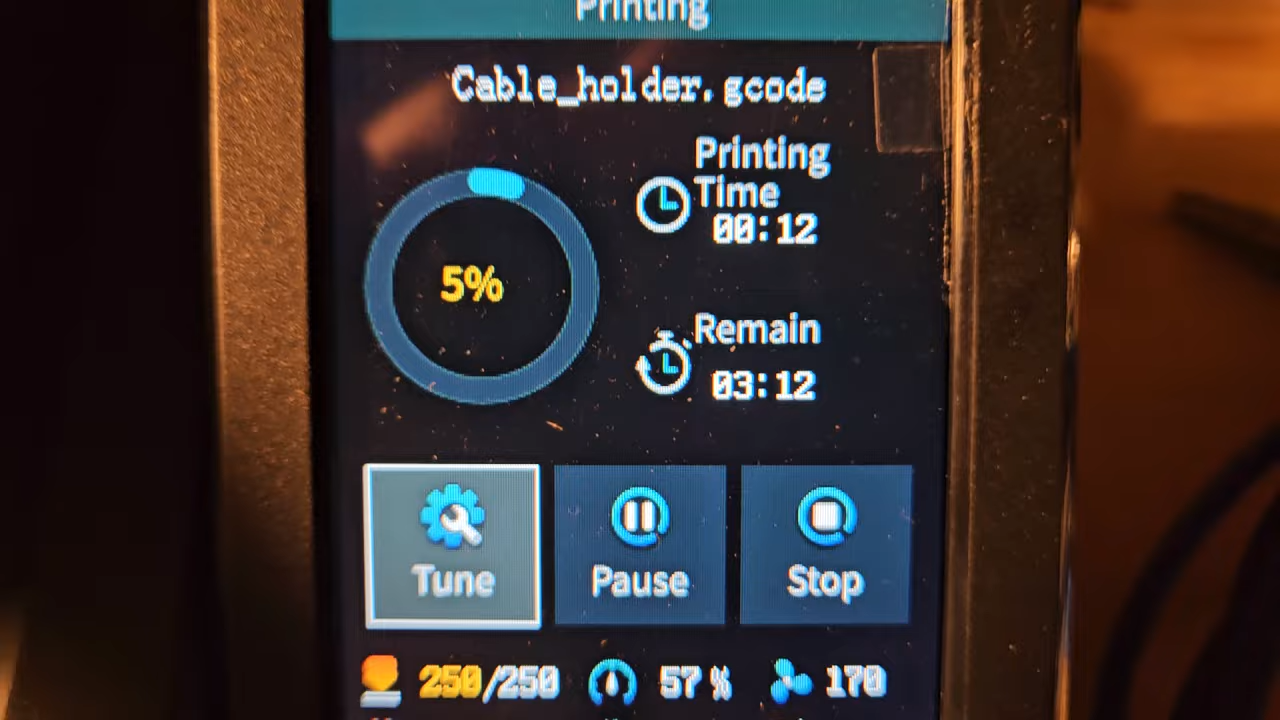 Printing
Cable_holder.gcode
Printing
Time
00:12
5%
Remain
03:12
Tune
Pause
Stop
250/250
57 %
170